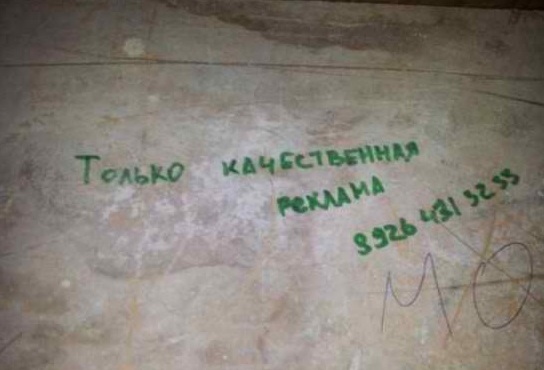 Только качественная
реклама
8926 431 32 55
МО